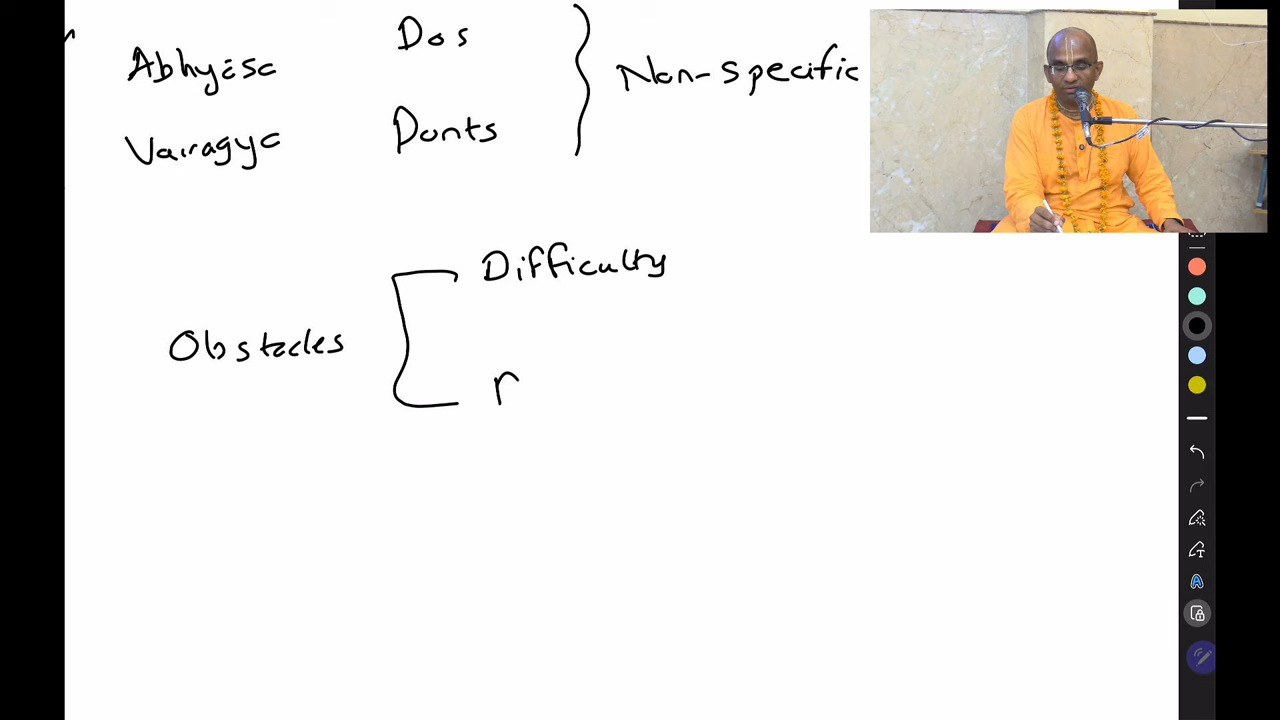 Abhyasa Dos
Vairagya Donts
Non-specific
Difficulty
Obstacles
r